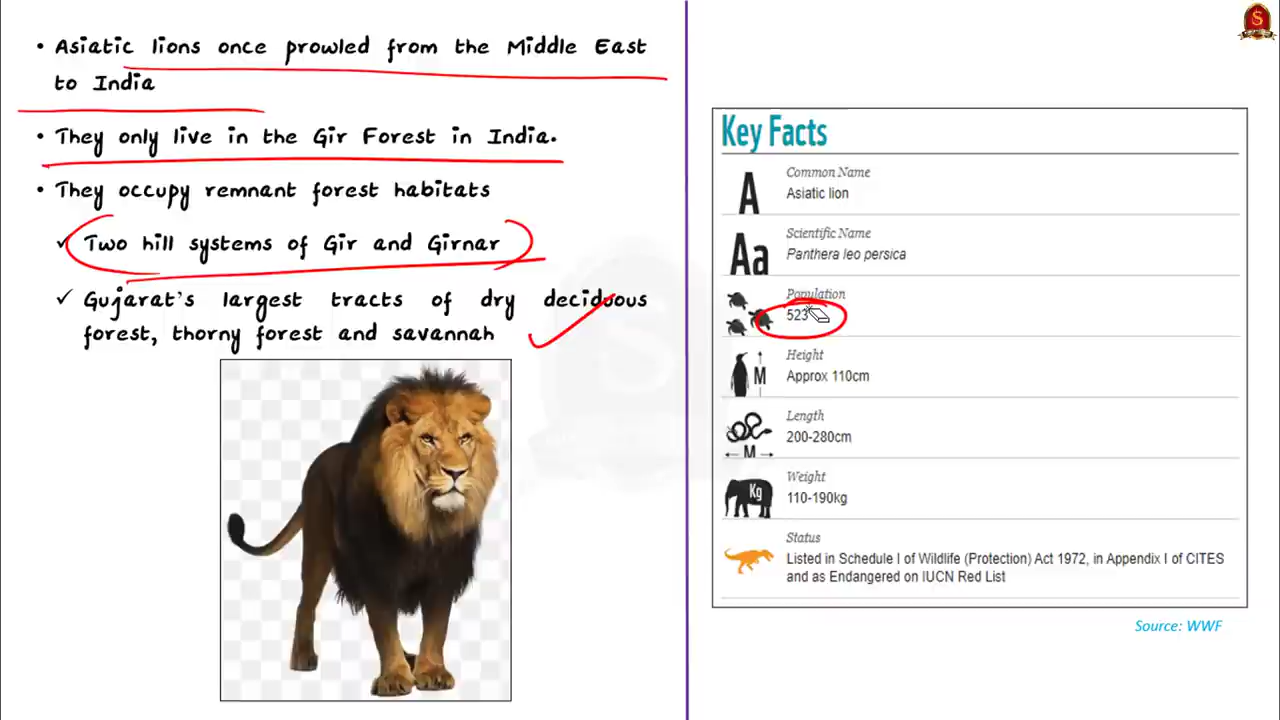 • Asiatic lions once prowled from the Middle East
to India
• They only live in the Gir Forest in India.
• They occupy remnant forest habitats
✓ Two hill systems of Gir and Girnar
✓ Gujarat's largest tracts of dry deciduous
forest, thorny forest and savannah
Key Facts
A
Common Name
Asiatic lion
Aa
Scientific Name
Panthera leo persica
Population
523
M
Height
Approx 110cm
M
Length
200-280cm
Kg
Weight
110-190kg
Status
Listed in Schedule I of Wildlife (Protection) Act 1972, in Appendix I of CITES
and as Endangered on IUCN Red List
Source: WWF
S